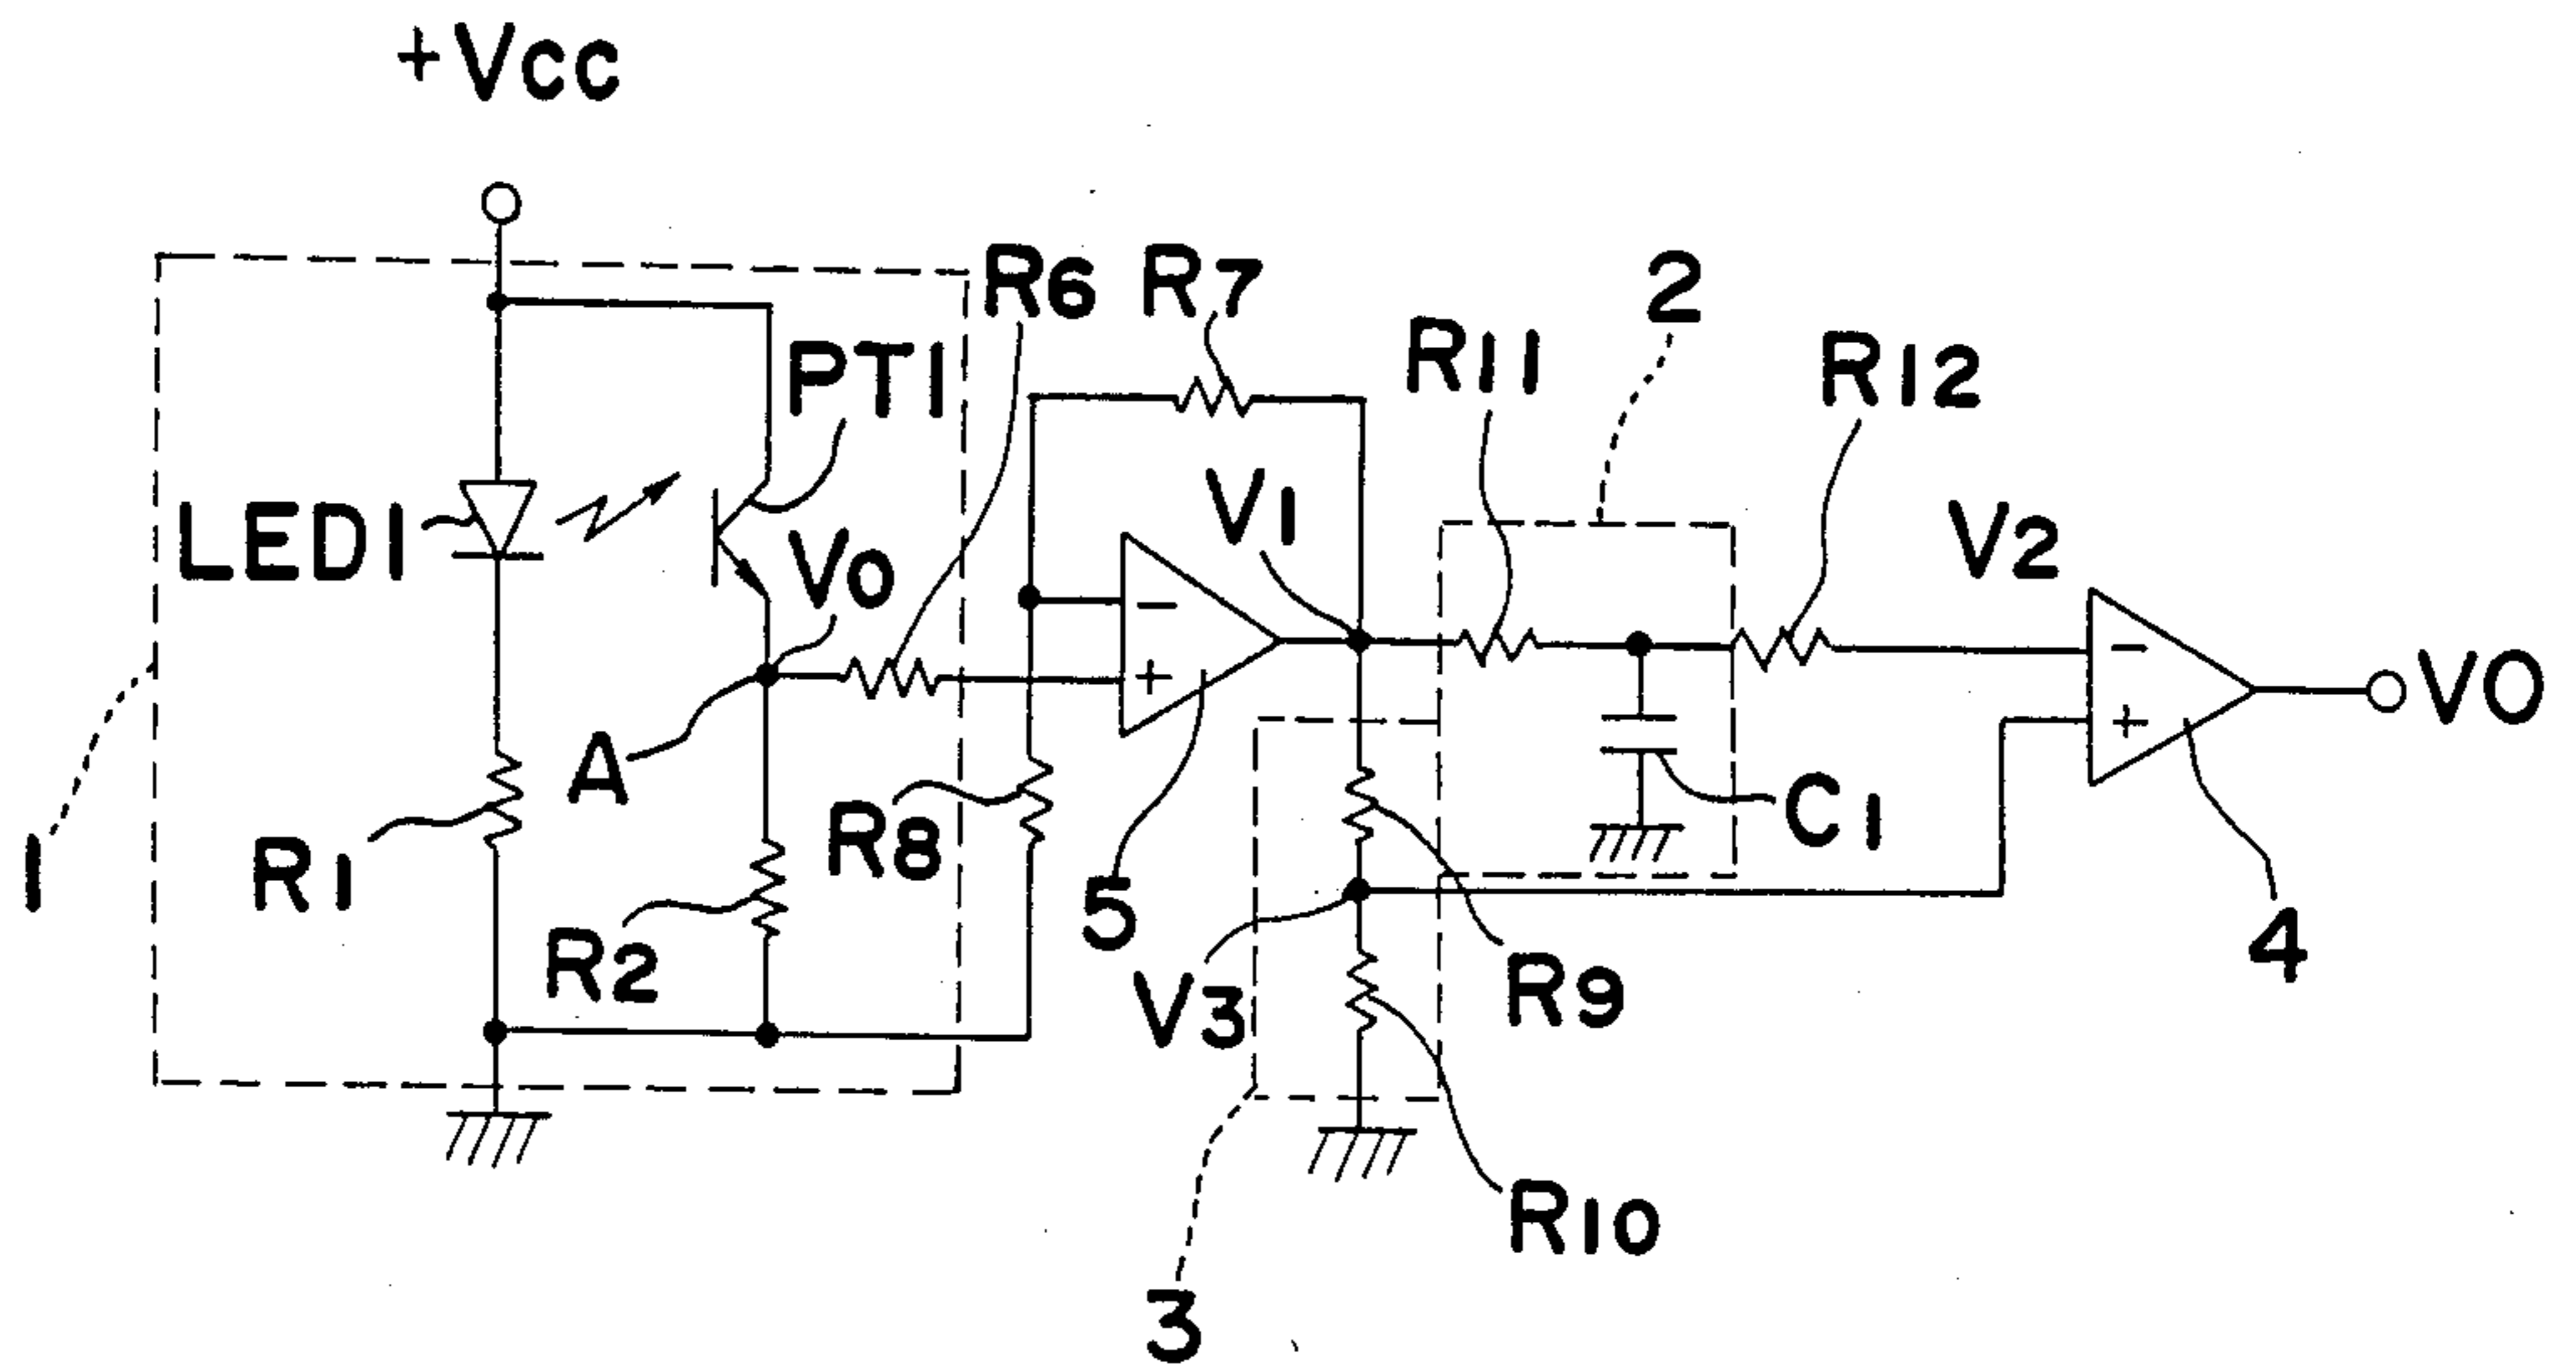 +Vcc
R6
R7
2
R11
R12
PT1
LED1
V0
V1
V2
−
+
−
+
VO
A
R8
R1
5
C1
1
R2
V3
R9
4
R10
3